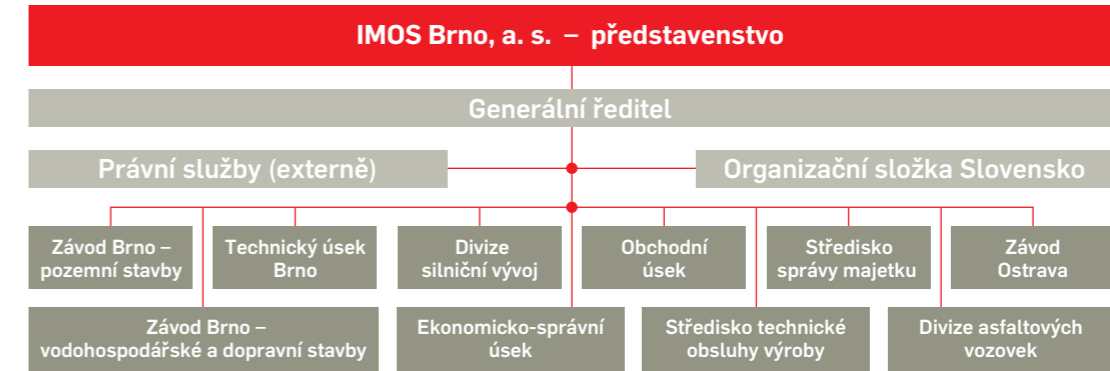 IMOS Brno, a. s. – představenstvo
Generální ředitel
Právní služby (externě)
Organizační složka Slovensko
Závod Brno –
pozemní stavby
Technický úsek
Brno
Divize
silniční vývoj
Obchodní
úsek
Středisko
správy majetku
Závod
Ostrava
Závod Brno –
vodohospodářské a dopravní stavby
Ekonomicko-správní
úsek
Středisko technické
obsluhy výroby
Divize asfaltových
vozovek